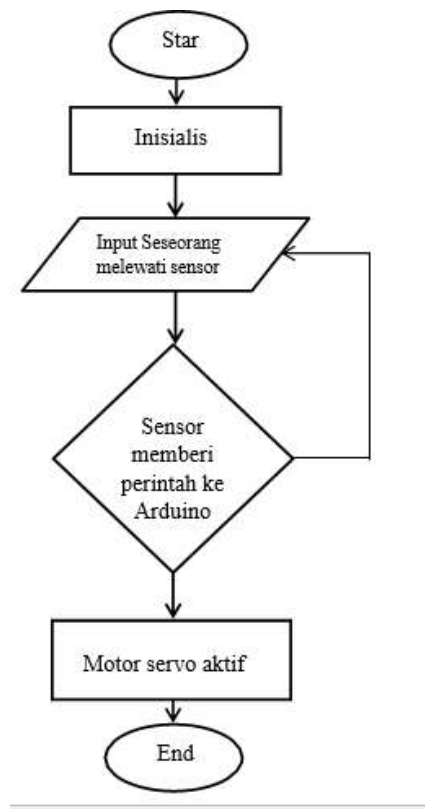 Star
Inisialis
Input Seseorang
melewati sensor
Sensor
memberi
perintah ke
Arduino
Motor servo aktif
End